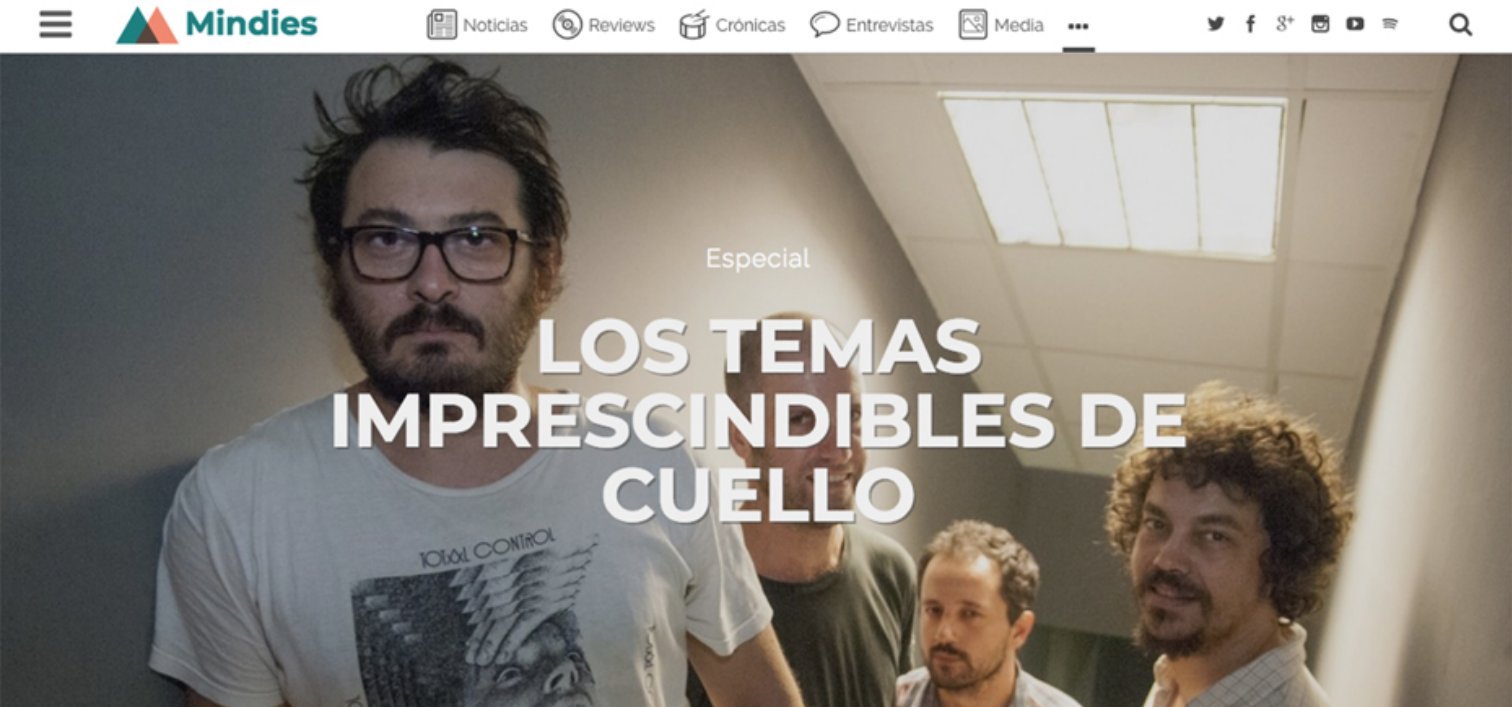 Mindies
Noticias
Reviews
Crónicas
Entrevistas
Media
Especial
LOS TEMAS
IMPRESCINDIBLES DE
CUELLO
TOTAL CONTROL